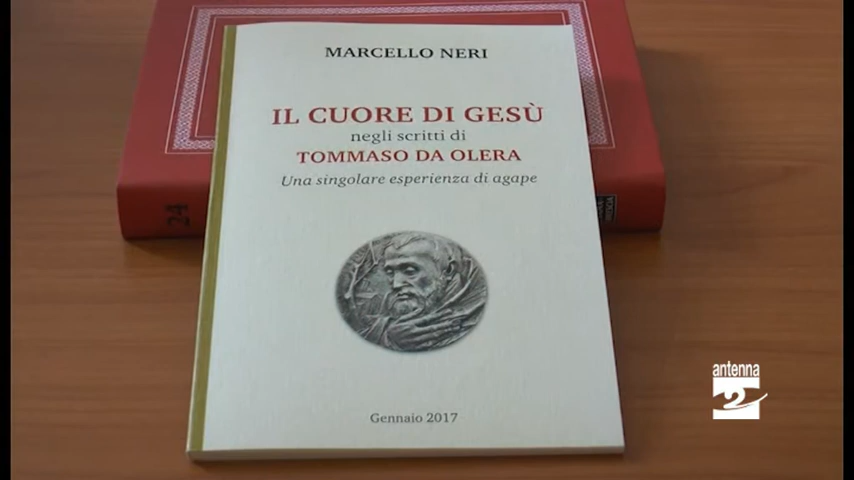 MARCELLO NERI
IL CUORE DI GESÙ
negli scritti di
TOMMASO DA OLERA
Una singolare esperienza di agape
Gennaio 2017
24
antenna
2